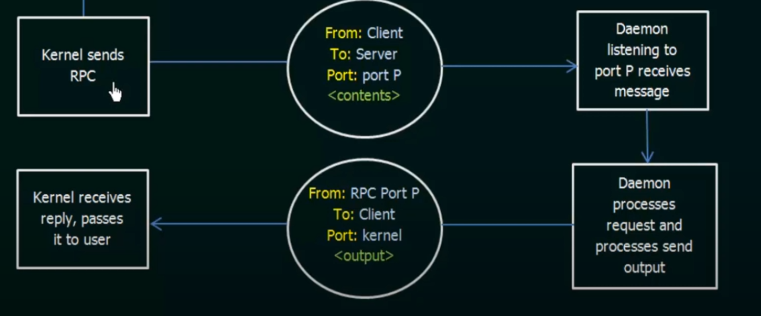 Kernel sends
RPC
From: Client
To: Server
Port: port P
<contents>
Daemon
listening to
port P receives
message
Kernel receives
reply, passes
it to user
From: RPC Port P
To: Client
Port: kernel
<output>
Daemon
processes
request and
processes send
output